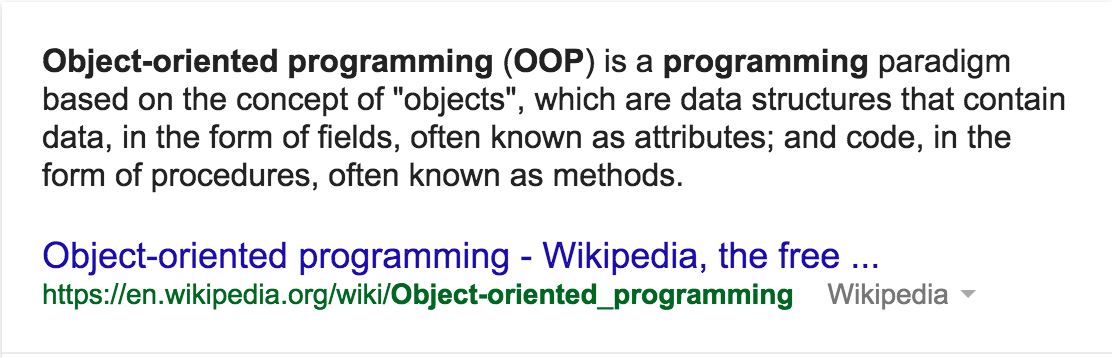 Object-oriented programming (OOP) is a programming paradigm
based on the concept of "objects", which are data structures that contain
data, in the form of fields, often known as attributes; and code, in the
form of procedures, often known as methods.
Object-oriented programming - Wikipedia, the free ...
https://en.wikipedia.org/wiki/Object-oriented_programming Wikipedia